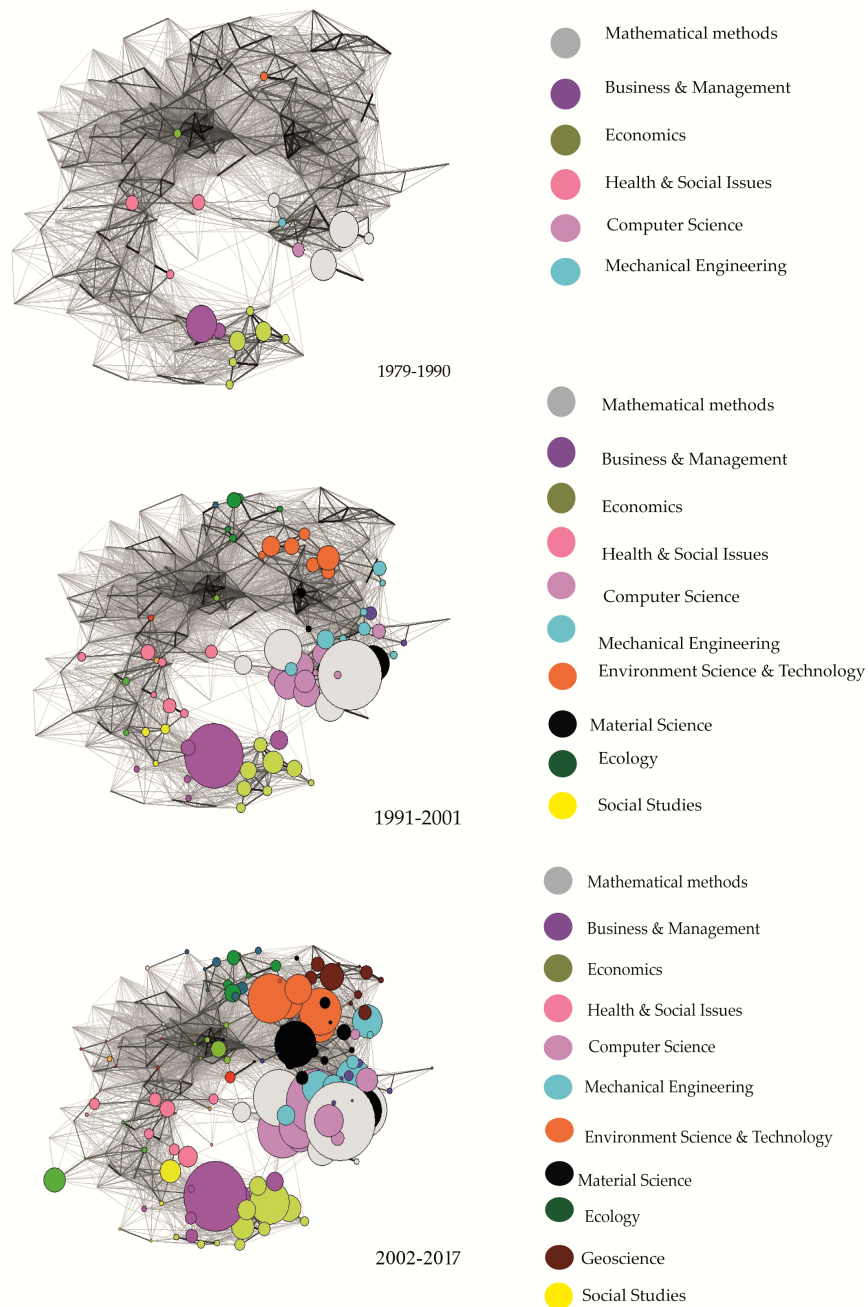 Mathematical methods
Business & Management
Economics
Health & Social Issues
Computer Science
Mechanical Engineering
1979-1990
Mathematical methods
Business & Management
Economics
Health & Social Issues
Computer Science
Mechanical Engineering
Environment Science & Technology
Material Science
Ecology
Social Studies
1991-2001
Mathematical methods
Business & Management
Economics
Health & Social Issues
Computer Science
Mechanical Engineering
Environment Science & Technology
Material Science
Ecology
Geoscience
Social Studies
2002-2017